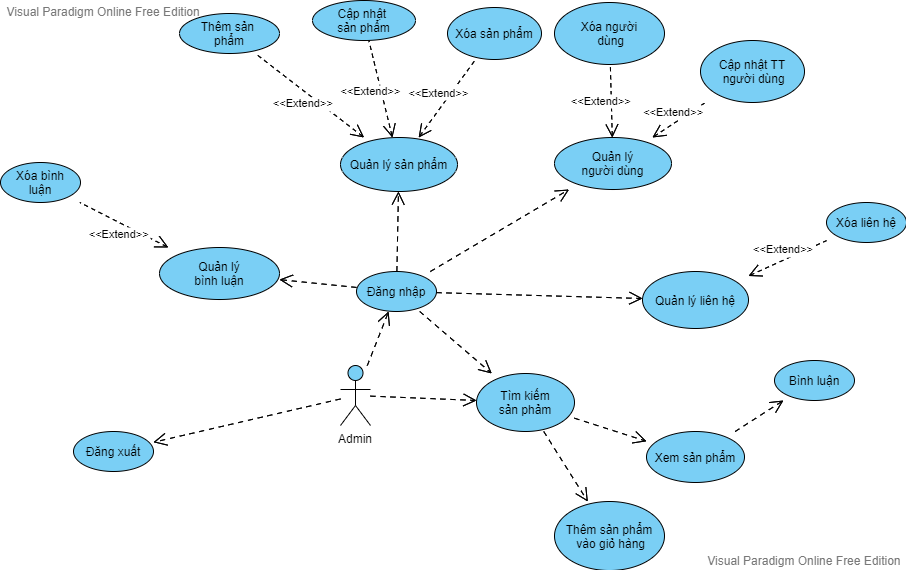 Visual Paradigm Online Free Edition
Thêm sản
phẩm
Cập nhật
sản phẩm
Xóa sản phẩm
Xóa người
dùng
Cập nhật TT
người dùng
<<Extend>>
<<Extend>>
<<Extend>>
<<Extend>>
<<Extend>>
Quản lý sản phẩm
Quản lý
người dùng
Xóa bình
luận
<<Extend>>
Xóa liên hệ
<<Extend>>
Quản lý
bình luận
Đăng nhập
Quản lý liên hệ
Admin
Tìm kiếm
sản phảm
Bình luận
Đăng xuất
Xem sản phẩm
Thêm sản phẩm
vào giỏ hàng
Visual Paradigm Online Free Edition